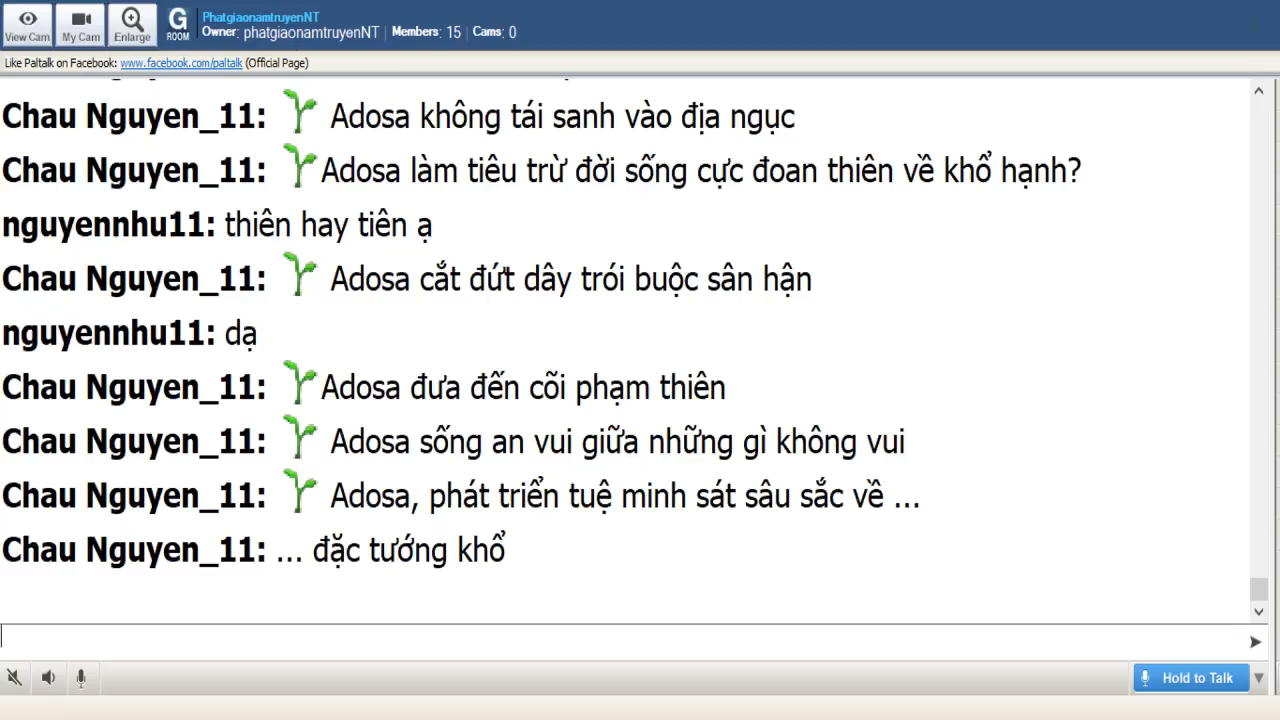 View Cam
My Cam
Enlarge
G
ROOM
PhatgiaonamtruyenNT
Owner: phatgiaonamtruyenNT
Members: 15
Cams: 0
Like Paltalk on Facebook: www.facebook.com/paltalk (Official Page)
Chau Nguyen_11: Adosa không tái sanh vào địa ngục
Chau Nguyen_11: Adosa làm tiêu trừ đời sống cực đoan thiên về khổ hạnh?
nguyennhu11: thiên hay tiên ạ
Chau Nguyen_11: Adosa cắt đứt dây trói buộc sân hận
nguyennhu11: dạ
Chau Nguyen_11: Adosa đưa đến cõi phạm thiên
Chau Nguyen_11: Adosa sống an vui giữa những gì không vui
Chau Nguyen_11: Adosa, phát triển tuệ minh sát sâu sắc về ...
Chau Nguyen_11: ... đặc tướng khổ
Hold to Talk